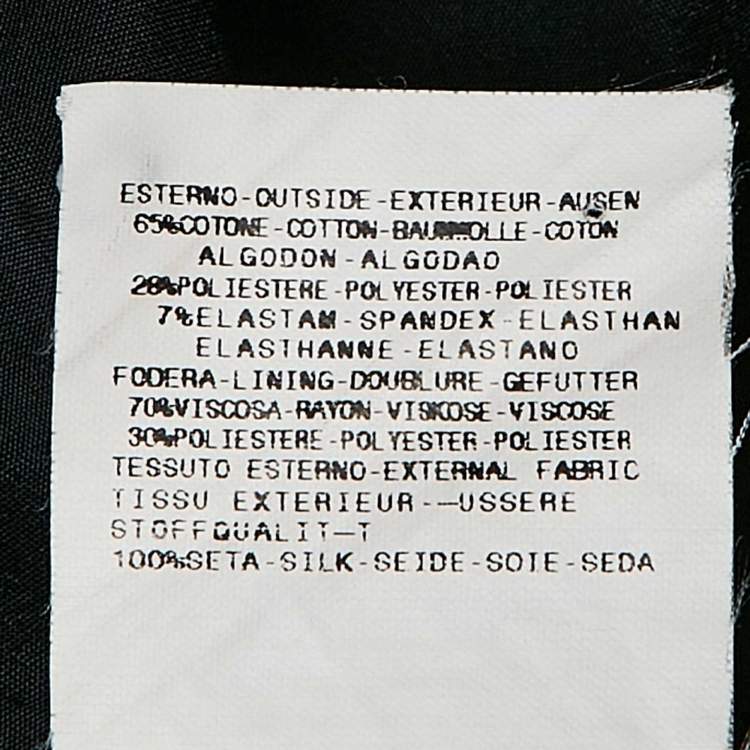 ESTERNO-OUTSIDE-EXTERIEUR-AUSEN
65%COTONE-COTTON-BAUMWOLLE-COTON
ALGODON-ALGODAO
28%POLIESTERE-POLYESTER-POLIESTER
7%ELASTAM-SPANDEX-ELASTHAN
ELASTHANNE-ELASTANO
FODERA-LINING-DOUBLURE-GEFUTTER
70%VISCOSA-RAYON-VISKOSE-VISCOSE
30%POLIESTERE-POLYESTER-POLIESTER
TESSUTO ESTERNO-EXTERNAL FABRIC
TISSU EXTERIEUR-—USSERE
STOFFQUALIT—T
100%SETA-SILK-SEIDE-SOIE-SEDA